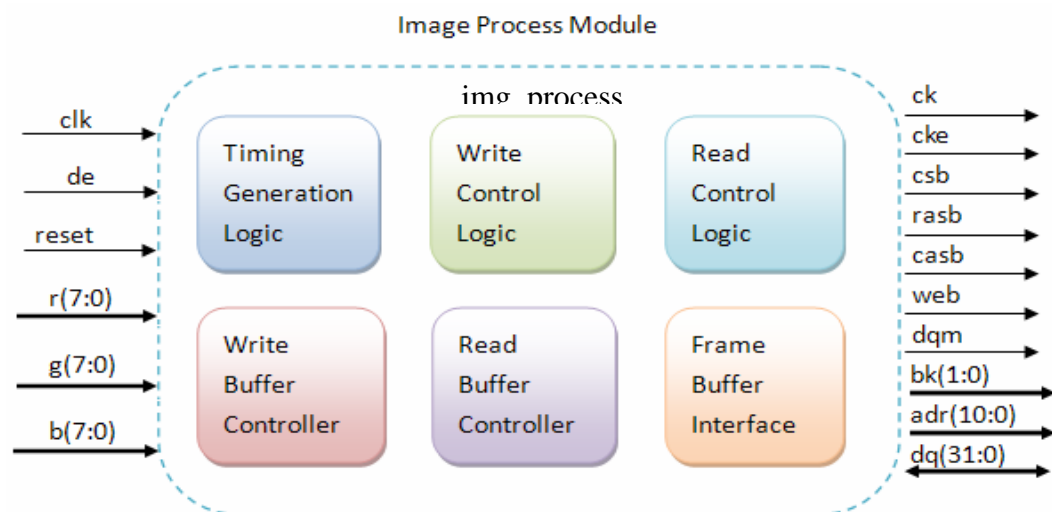 Image Process Module
img_process
clk
de
reset
r(7:0)
g(7:0)
b(7:0)
Timing
Generation
Logic
Write
Control
Logic
Read
Control
Logic
Write
Buffer
Controller
Read
Buffer
Controller
Frame
Buffer
Interface
ck
cke
csb
rasb
casb
web
dqm
bk(1:0)
adr(10:0)
dq(31:0)